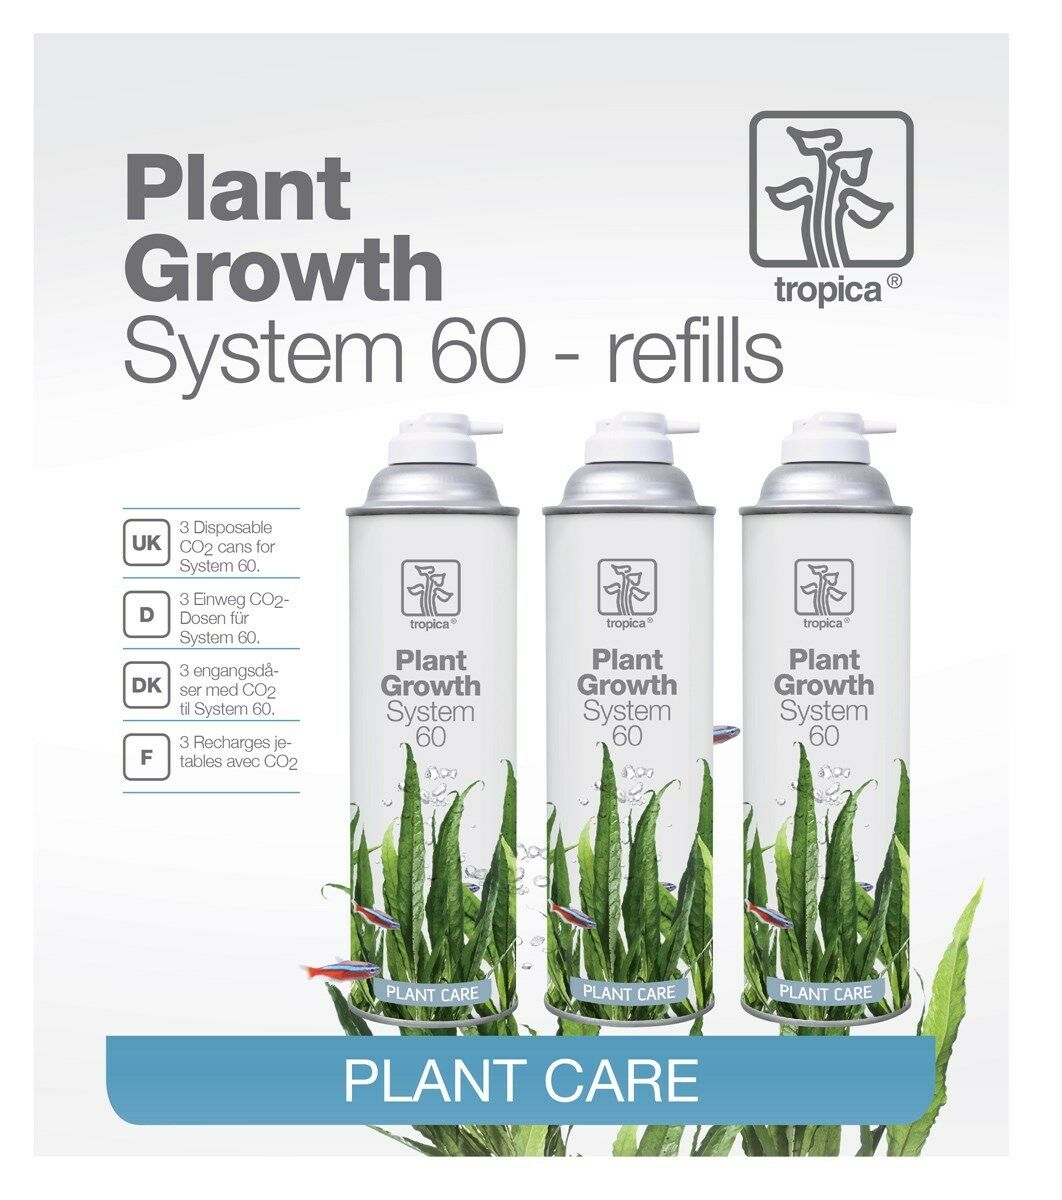 Plant
Growth
System 60 - refills
tropica®
UK
3 Disposable
CO2 cans for
System 60.
D
3 Einweg CO2-
Dosen für
System 60.
DK
3 engangsdå-
ser med CO2
til System 60.
F
3 Recharges je-
tables avec CO2
tropica®
Plant
Growth
System
60
PLANT CARE
tropica®
Plant
Growth
System
60
PLANT CARE
tropica®
Plant
Growth
System
60
PLANT CARE
PLANT CARE